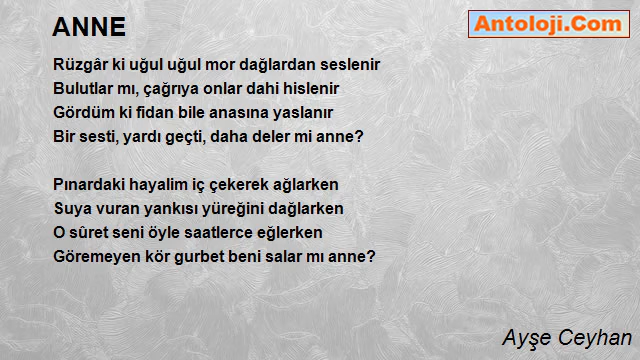 Antoloji.Com
ANNE
Rüzgâr ki uğul uğul mor dağlardan seslenir
Bulutlar mı, çağrıya onlar dahi hislenir
Gördüm ki fidan bile anasına yaslanır
Bir sesti, yardı geçti, daha deler mi anne?
Pınardaki hayalim iç çekerek ağlarken
Suya vuran yankısı yüreğini dağlarken
O sûret seni öyle saatlerce eğlerken
Göremeyen kör gurbet beni salar mı anne?
Ayşe Ceyhan